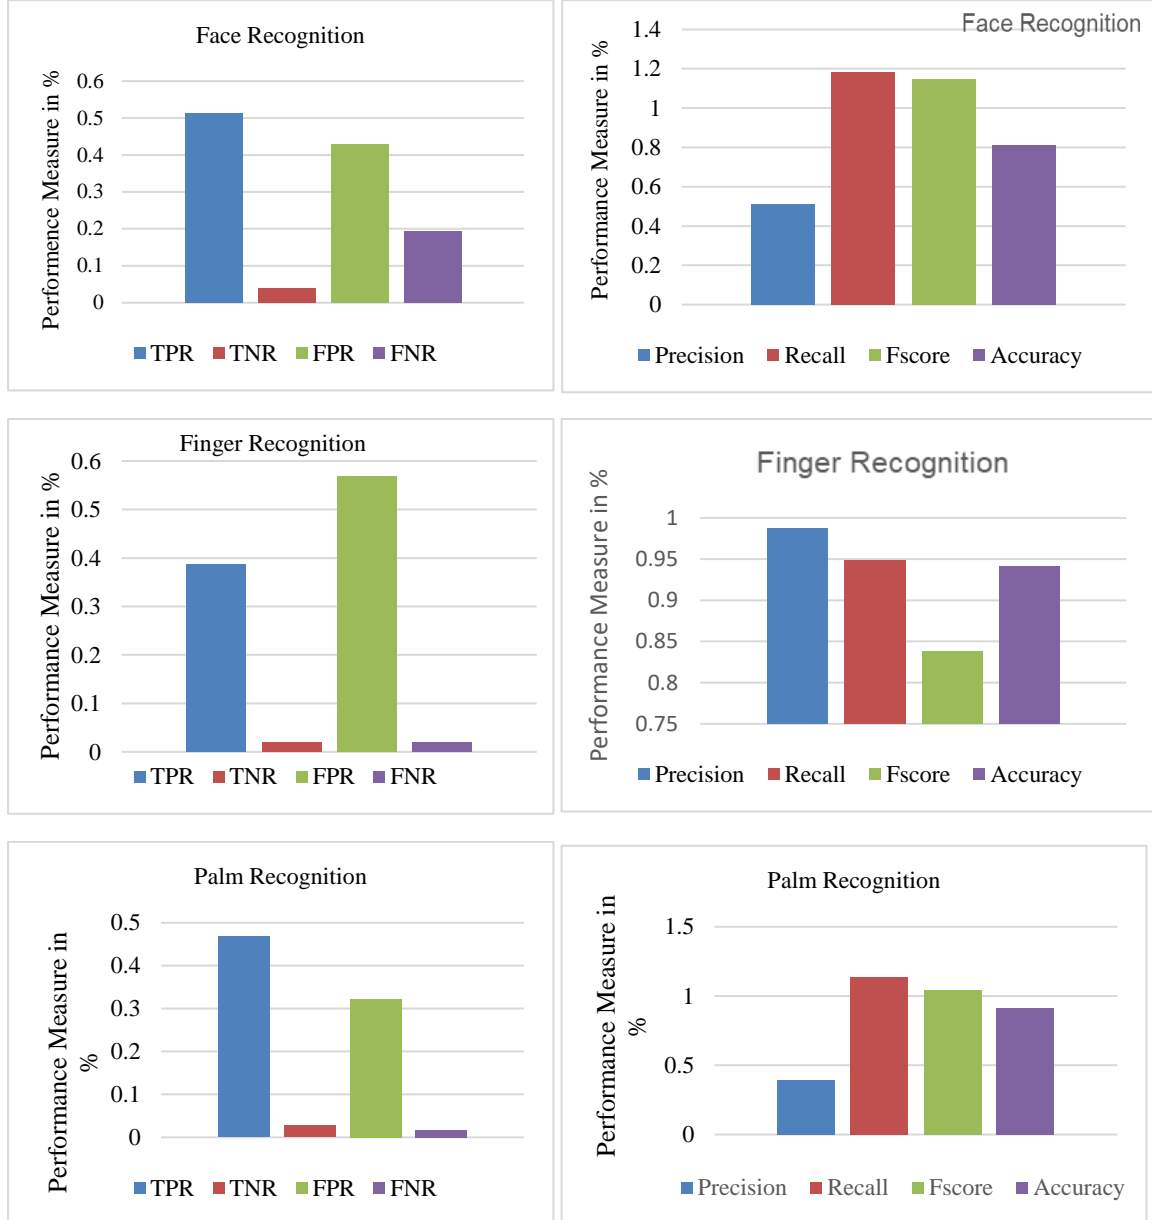 Face Recognition
Performence Measure in %
0.6
0.5
0.4
0.3
0.2
0.1
0
TPR TNR FPR FNR
Face Recognition
Performance Measure in %
1.4
1.2
1
0.8
0.6
0.4
0.2
0
Precision Recall Fscore Accuracy
Finger Recognition
Performance Measure in %
0.6
0.5
0.4
0.3
0.2
0.1
0
TPR TNR FPR FNR
Finger Recognition
Performance Measure in %
1
0.95
0.9
0.85
0.8
0.75
Precision Recall Fscore Accuracy
Palm Recognition
Performance Measure in
%
0.5
0.4
0.3
0.2
0.1
0
TPR TNR FPR FNR
Palm Recognition
Performance Measure in
%
1.5
1
0.5
0
Precision Recall Fscore Accuracy